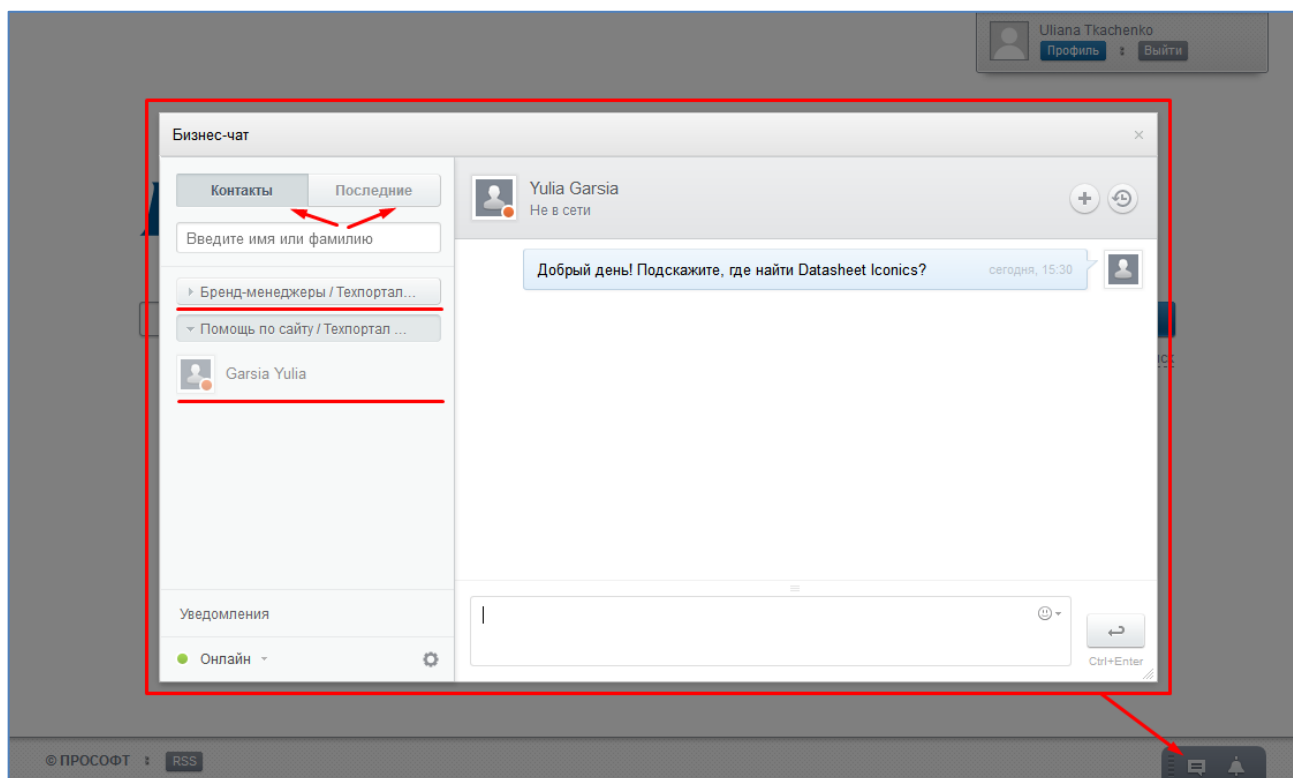 Uliana Tkachenko
Профиль Выйти
Бизнес-чат
Контакты Последние
Введите имя или фамилию
Бренд-менеджеры / Техпортал...
Помощь по сайту / Техпортал ...
Garsia Yulia
Уведомления
Онлайн
Yulia Garsia
Не в сети
Добрый день! Подскажите, где найти Datasheet Iconics? сегодня, 15:30
Ctrl+Enter
© ПРОСОФТ RSS